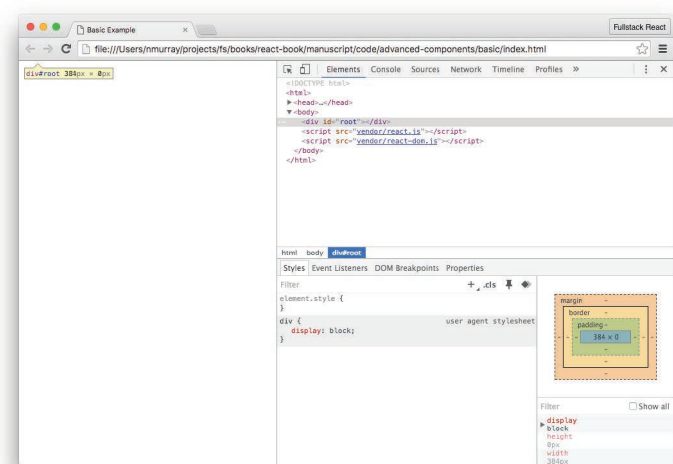 Basic Example
Fullstack React
file:///Users/nmurray/projects/fs/books/react-book/manuscript/code/advanced-components/basic/index.html
div#root 384px × 0px
Elements Console Sources Network Timeline Profiles »
<!DOCTYPE html>
<html>
▶<head>…</head>
▼<body>
<div id="root"></div>
<script src="vendor/react.js"></script>
<script src="vendor/react-dom.js"></script>
</body>
</html>
html body div#root
Styles Event Listeners DOM Breakpoints Properties
Filter + .cls
element.style {
}
div { user agent stylesheet
display: block;
}
margin -
border -
padding -
- - - 384 × 0 - - -
-
-
-
Filter Show all
display
block
height
0px
width
384px